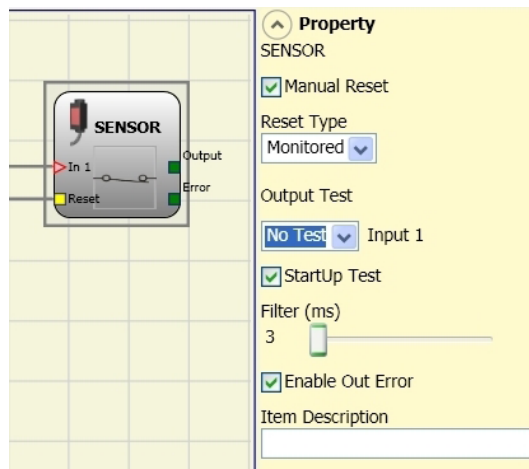 SENSOR
In 1
Output
Reset
Error
Property
SENSOR
Manual Reset
Reset Type
Monitored
Output Test
No Test Input 1
StartUp Test
Filter (ms)
3
Enable Out Error
Item Description